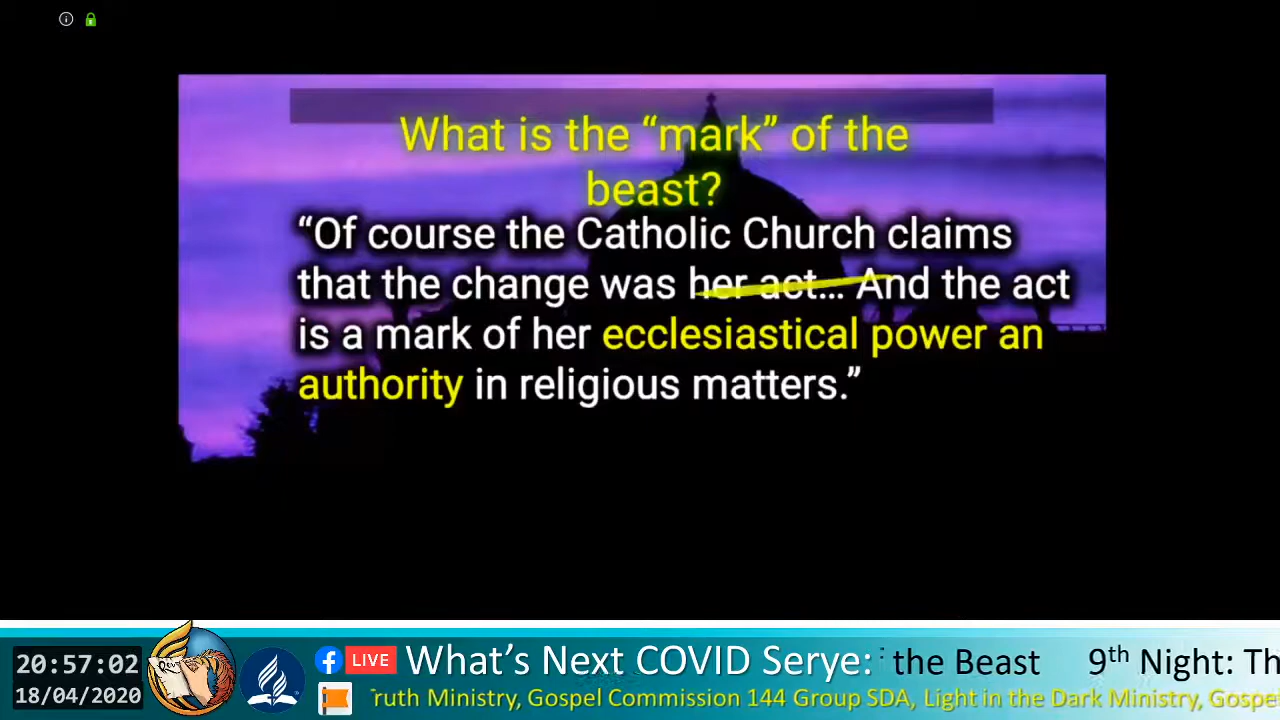 What is the “mark” of the
beast?
“Of course the Catholic Church claims
that the change was her act... And the act
is a mark of her ecclesiastical power an
authority in religious matters.”
20:57:02
18/04/2020
LIVE
What’s Next COVID Serye:
the Beast 9th Night: Th
ruth Ministry, Gospel Commission 144 Group SDA, Light in the Dark Ministry, Gospe